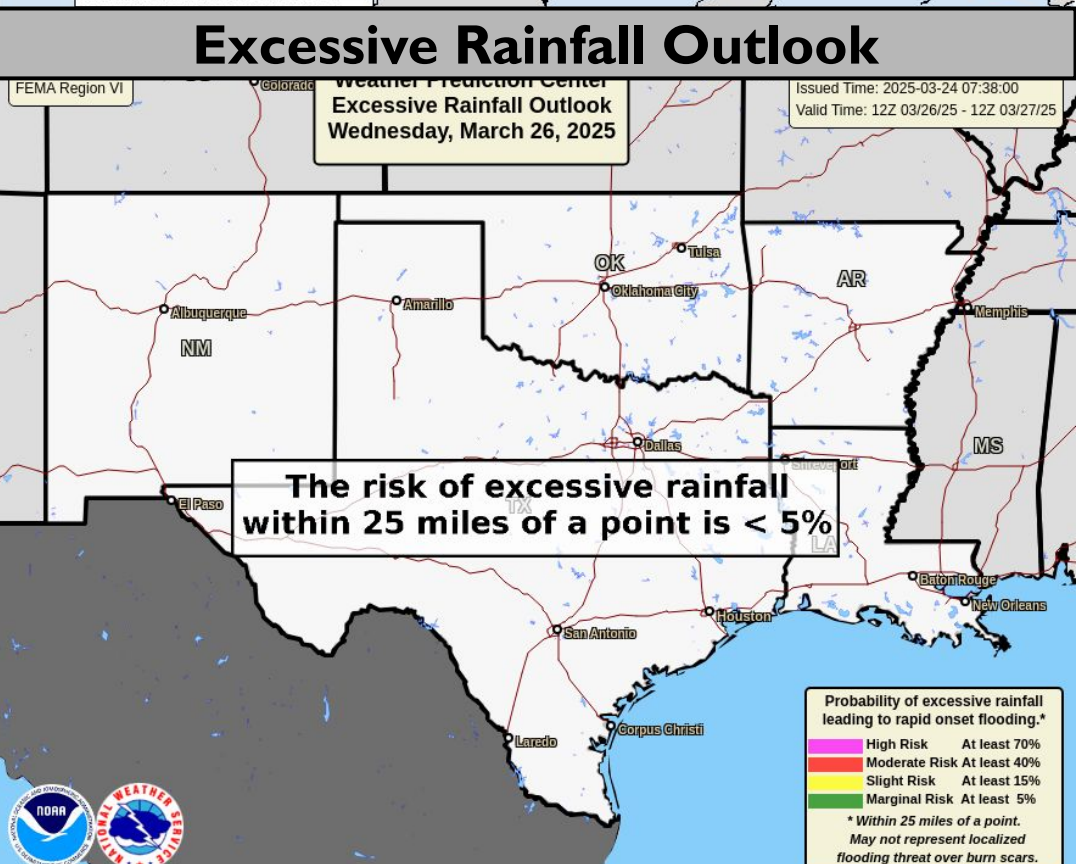 Excessive Rainfall Outlook
FEMA Region VI
Weather Prediction Center
Excessive Rainfall Outlook
Wednesday, March 26, 2025
Issued Time: 2025-03-24 07:38:00
Valid Time: 12Z 03/26/25 - 12Z 03/27/25
Colorado
Tulsa
OK
Oklahoma City
AR
Amarillo
Albuquerque
Memphis
NM
Dallas
MS
Shreveport
The risk of excessive rainfall
within 25 miles of a point is < 5%
TX
El Paso
LA
Baton Rouge
New Orleans
Houston
San Antonio
Corpus Christi
Laredo
Probability of excessive rainfall
leading to rapid onset flooding.*
High Risk At least 70%
Moderate Risk At least 40%
Slight Risk At least 15%
Marginal Risk At least 5%
* Within 25 miles of a point.
May not represent localized
flooding threat over burn scars.
NOAA
NATIONAL WEATHER SERVICE